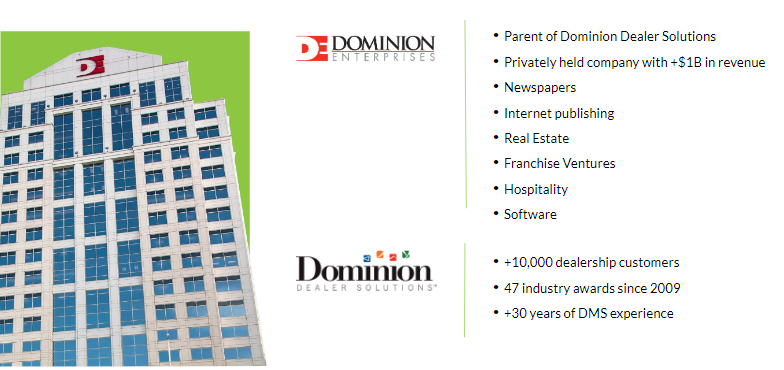 DE
DE DOMINION
ENTERPRISES
• Parent of Dominion Dealer Solutions
• Privately held company with +$1B in revenue
• Newspapers
• Internet publishing
• Real Estate
• Franchise Ventures
• Hospitality
• Software
Dominion
DEALER SOLUTIONS
• +10,000 dealership customers
• 47 industry awards since 2009
• +30 years of DMS experience